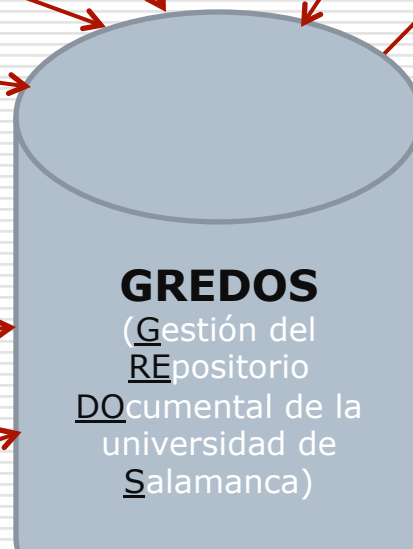 GREDOS
(Gestión del
REpositorio
DOcumental de la
universidad de
Salamanca)